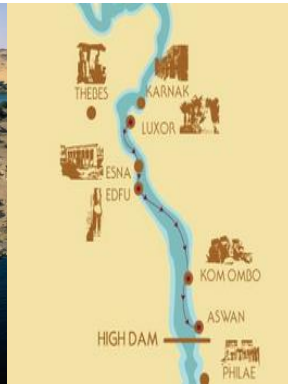 KARNAK
THEBES
LUXOR
ESNA
EDFU
KOM OMBO
ASWAN
HIGH DAM
PHILAE